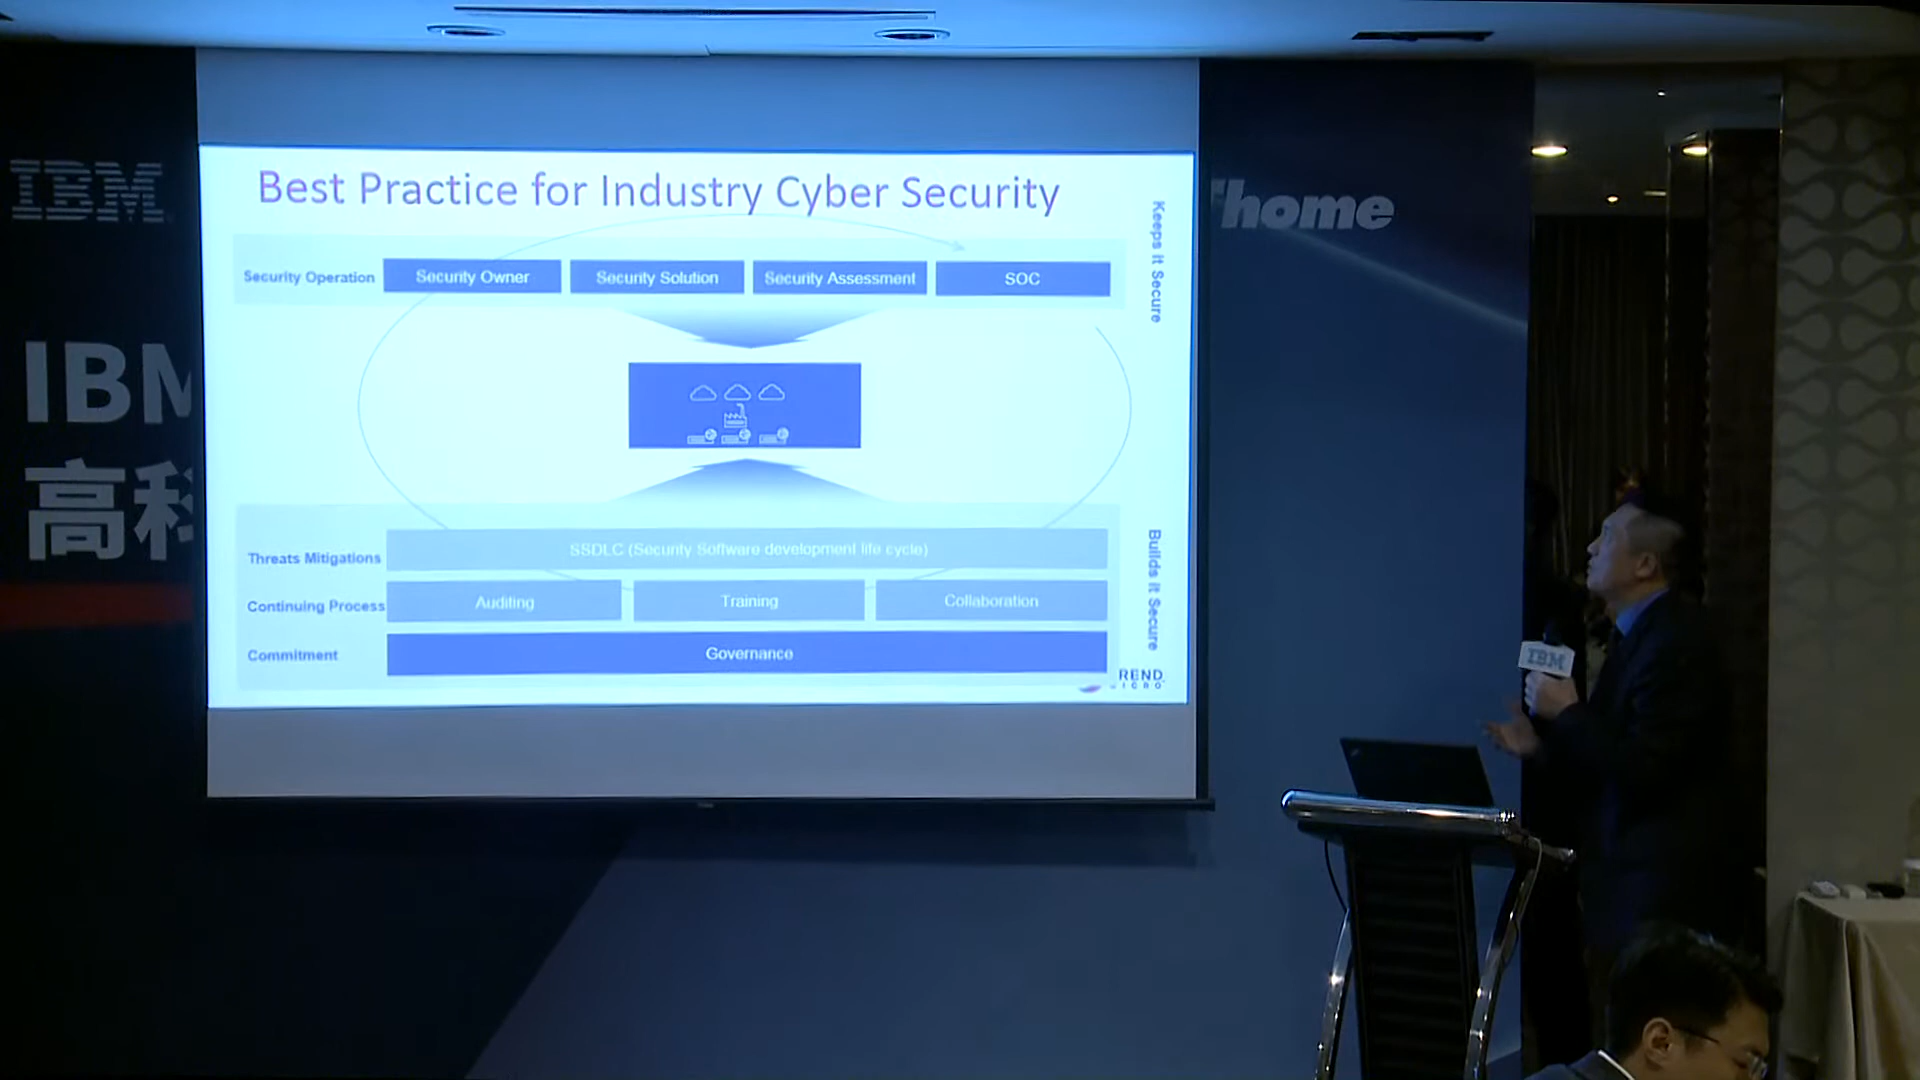 IBM
IBM
高科
home
Best Practice for Industry Cyber Security
Keeps it Secure
Security Operation
Security Owner
Security Solution
Security Assessment
SOC
Threats Mitigations
SSDLC (Security Software development life cycle)
Continuing Process
Auditing
Training
Collaboration
Commitment
Governance
Builds it Secure
REND
MICRO
IBM